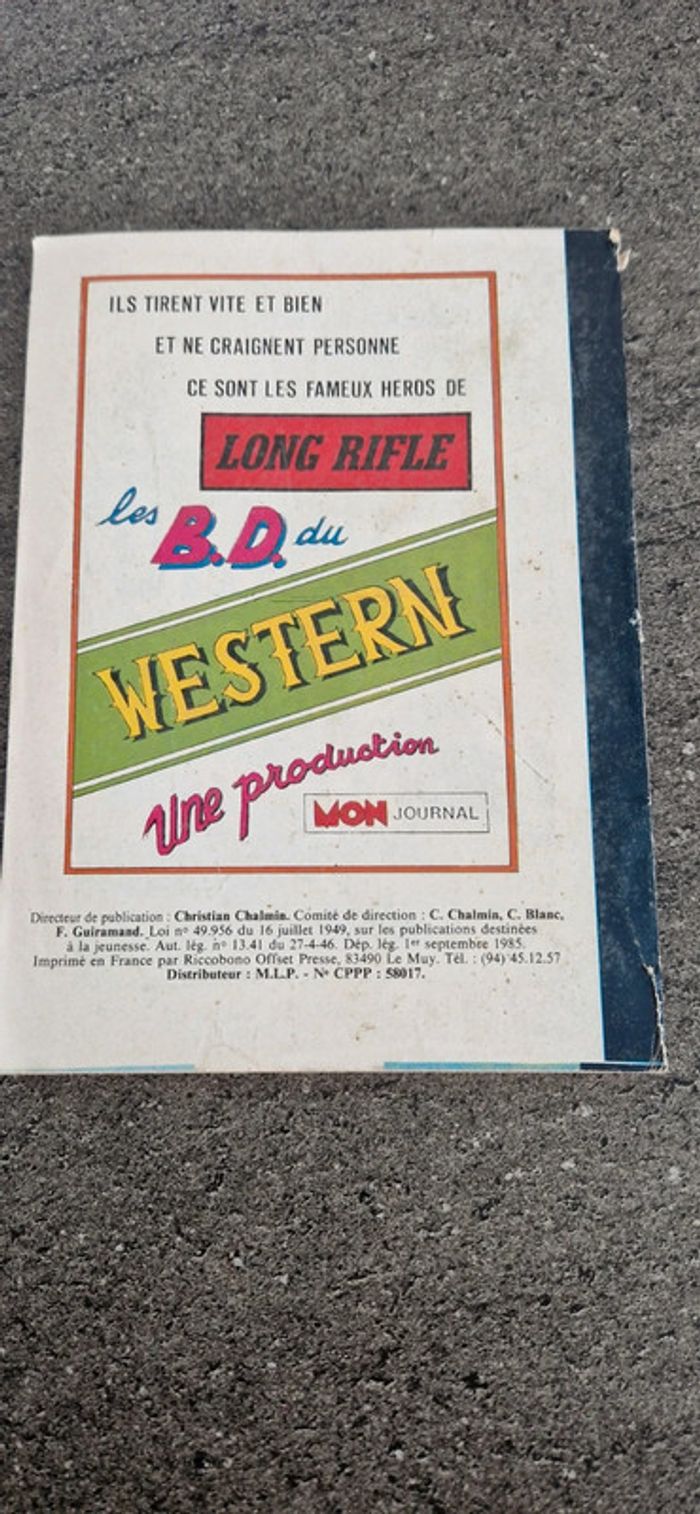 ILS TIRENT VITE ET BIEN
ET NE CRAIGNENT PERSONNE
CE SONT LES FAMEUX HEROS DE
LONG RIFLE
les B.D. du
WESTERN
Une production
MON JOURNAL
Directeur de publication : Christian Chalmin. Comité de direction : C. Chalmin, C. Blanc,
F. Guiramand. Loi nº 49.956 du 16 juillet 1949, sur les publications destinées
à la jeunesse. Aut. lég. nº 13.41 du 27-4-46. Dép. lég. 1er septembre 1985.
Imprimé en France par Riccobono Offset Presse, 83490 Le Muy. Tél. : (94) 45.12.57
Distributeur : M.L.P. - Nº CPPP : 58017.